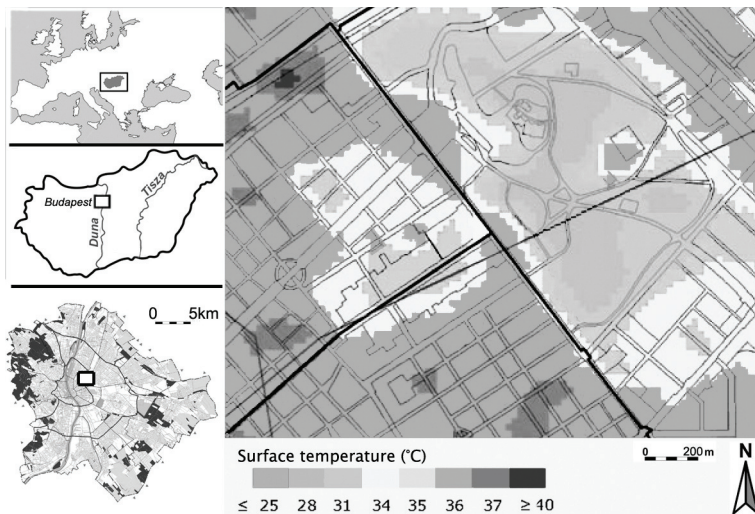 Budapest
Duna
Tisza
0 5km
Surface temperature (°C)
≤ 25 28 31 34 35 36 37 ≥ 40
0 200 m
N